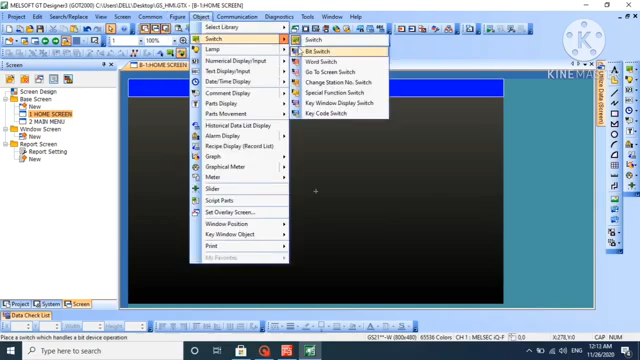 MELSOFT GT Designer3 (GOT2000) C:\Users\DELL\Desktop\GS_HMI.GTX - [B-1:HOME SCREEN]
Project Edit Search/Replace View Screen Common Figure Object Communication Diagnostics Tools Window Help
Select Library
Switch
Lamp
Numerical Display/Input
Text Display/Input
Date/Time Display
Comment Display
Parts Display
Parts Movement
Historical Data List Display
Alarm Display
Recipe Display (Record List)
Graph
Graphical Meter
Meter
Slider
Script Parts
Set Overlay Screen...
Window Position
Key Window Object
Print
My Favorites
Switch
Bit Switch
Word Switch
Go To Screen Switch
Change Station No. Switch
Special Function Switch
Key Window Display Switch
Key Code Switch
100%
Screen
Screen Design
Base Screen
New
1 HOME SCREEN
2 MAIN MENU
Window Screen
New
Report Screen
Report Setting
New
B-1:HOME SCREEN
KINEM
Project System Screen
Data Check List
Place a switch which handles a bit device operation
GS21**-W (800x480) 65536 Colors CH1: MELSEC iQ-F 0,0 X:278,Y:0
Type here to search
12:13 AM
11/26/2020